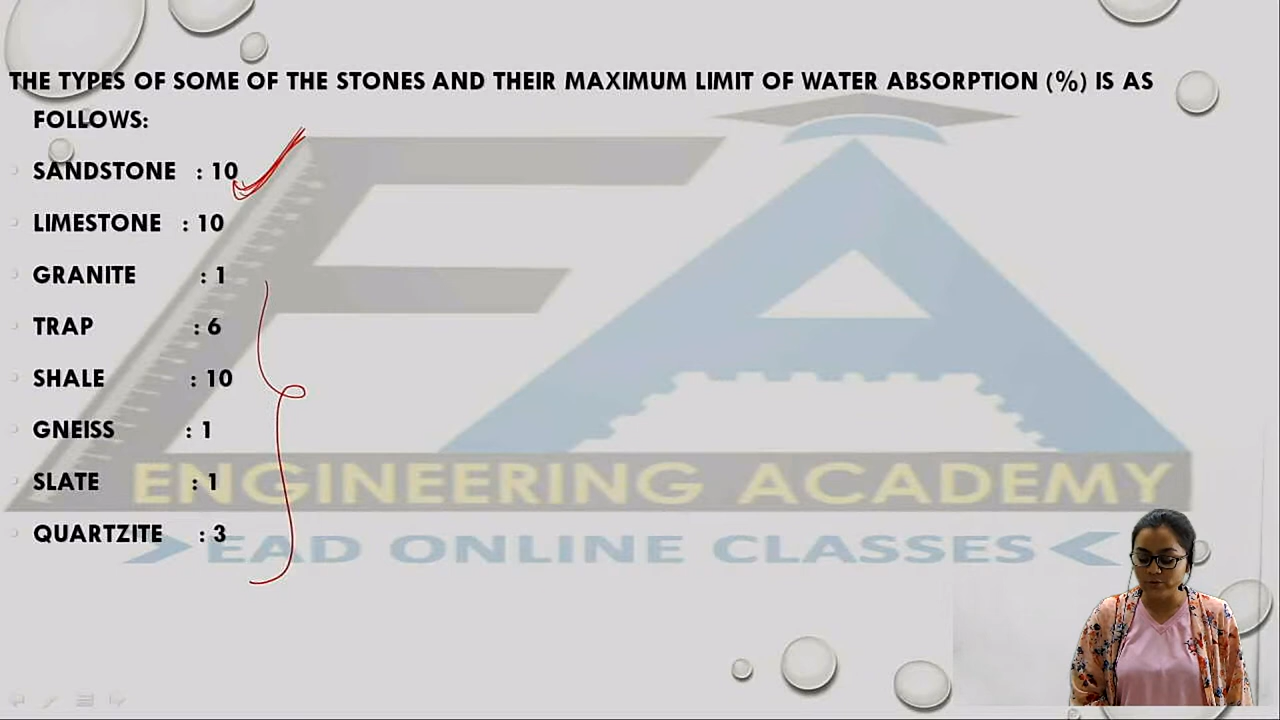 THE TYPES OF SOME OF THE STONES AND THEIR MAXIMUM LIMIT OF WATER ABSORPTION (%) IS AS
FOLLOWS:
SANDSTONE : 10
LIMESTONE : 10
GRANITE : 1
TRAP : 6
SHALE : 10
GNEISS : 1
SLATE : 1
QUARTZITE : 3
ENGINEERING ACADEMY
EAD ONLINE CLASSES